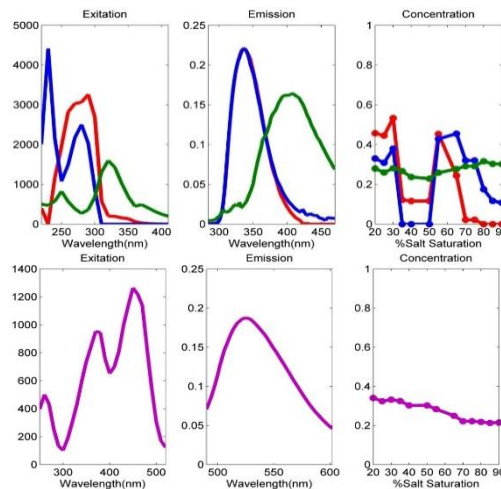 Exitation
Emission
Concentration
5000
4000
3000
2000
1000
0
250 300 350 400
Wavelength(nm)
0.25
0.2
0.15
0.1
0.05
0
300 350 400 450
Wavelength(nm)
1
0.8
0.6
0.4
0.2
0
20 30 40 50 60 70 80 90
%Salt Saturation
Exitation
Emission
Concentration
1400
1200
1000
800
600
400
200
0
300 400 500
Wavelength(nm)
0.25
0.2
0.15
0.1
0.05
0
500 550 600
Wavelength(nm)
1
0.8
0.6
0.4
0.2
0
20 30 40 50 60 70 80 90
%Salt Saturation